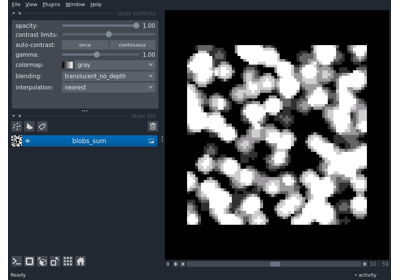 File View Plugins Window Help
layer controls
opacity: 1.00
contrast limits:
auto-contrast: once continuous
gamma: 1.00
colormap: gray
blending: translucent_no_depth
interpolation: nearest
layer list
blobs_sum
30 59
Ready
activity